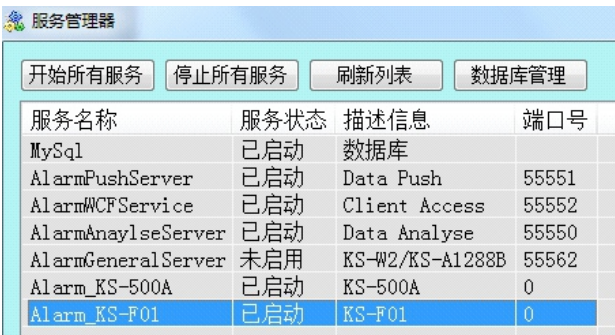 服务管理器
开始所有服务 停止所有服务 刷新列表 数据库管理
服务名称 服务状态 描述信息 端口号
MySql 已启动 数据库
AlarmPushServer 已启动 Data Push 55551
AlarmWCFService 已启动 Client Access 55552
AlarmAnaylseServer 已启动 Data Analyse 55550
AlarmGeneralServer 未启用 KS-W2/KS-A1288B 55562
Alarm_KS-500A 已启动 KS-500A 0
Alarm_KS-F01 已启动 KS-F01 0